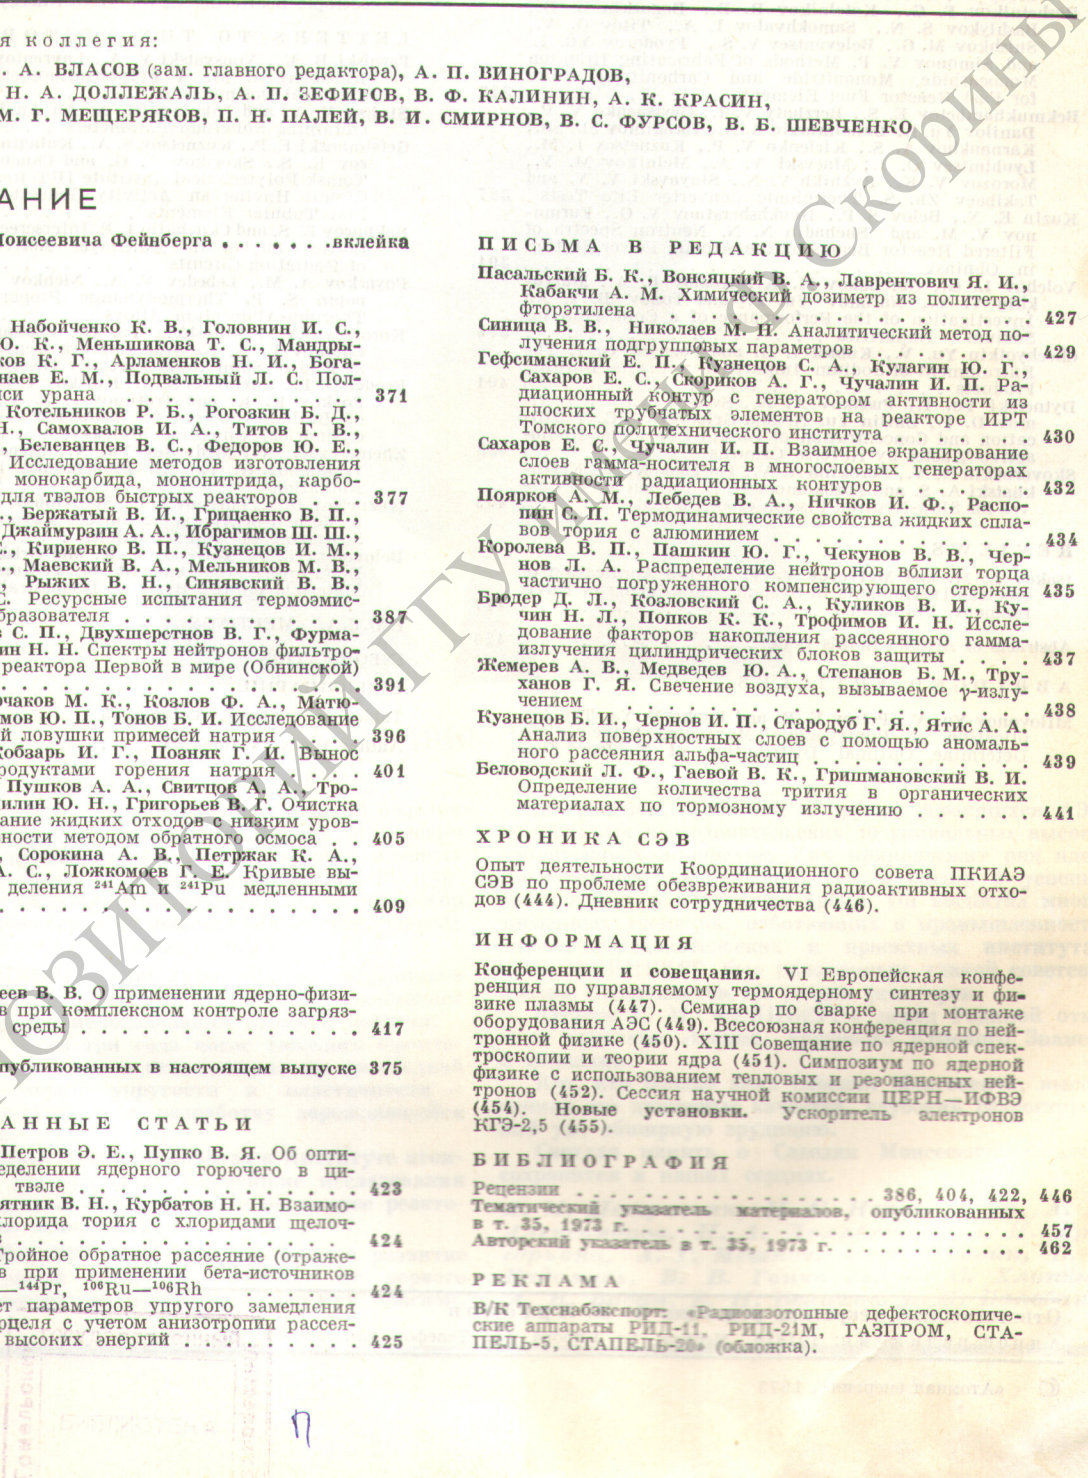 я коллегия:
. А. ВЛАСОВ (зам. главного редактора), А. П. ВИНОГРАДОВ,
Н. А. ДОЛЛЕЖАЛЬ, А. П. ЗЕФИРОВ, В. Ф. КАЛИНИН, А. К. КРАСИН,
М. Г. МЕЩЕРЯКОВ, П. Н. ПАЛЕЙ, В. И. СМИРНОВ, В. С. ФУРСОВ, В. Б. ШЕВЧЕНКО
АНИЕ
Моисеевича Фейнберга . . . . . . . вклейка
Набойченко К. В., Головнин И. С.,
Ю. К., Меньшикова Т. С., Мандры-
ков К. Г., Арламенков Н. И., Бога-
наев Е. М., Подвальный Л. С. Пол-
си урана . . . . . . . . . . . . . 371
Котельников Р. Б., Рогозкин Б. Д.,
Н., Самохвалов И. А., Титов Г. В.,
, Белеванцев В. С., Федоров Ю. Е.,
Исследование методов изготовления
монокарбида, мононитрида, карбо-
для твэлов быстрых реакторов . . . 377
., Бержатый В. И., Грицаенко В. П.,
Джаймурзин А. А., Ибрагимов Ш. Ш.,
., Кириенко В. П., Кузнецов И. М.,
., Маевский В. А., Мельников М. В.,
, Рыжих В. Н., Синявский В. В.,
С. Ресурсные испытания термоэмис-
образователя . . . . . . . . . . . 387
в С. П., Двухшерстнов В. Г., Фурма-
ин Н. Н. Спектры нейтронов фильтро-
реактора Первой в мире (Обнинской)
. . . . . . . . . . . . . . . . . 391
рчаков М. К., Козлов Ф. А., Матю-
мов Ю. П., Тонов Б. И. Исследование
й ловушки примесей натрия . . . . 396
Кобзарь И. Г., Позняк Г. И. Вынос
родуктами горения натрия . . . . 401
Пушков А. А., Свитцов А. А., Тро-
илин Ю. Н., Григорьев В. Г. Очистка
ание жидких отходов с низким уров-
вности методом обратного осмоса . . 405
, Сорокина А. В., Петржак К. А.,
А. С., Ложкомоев Г. Е. Кривые вы-
деления ²⁴¹Am и ²⁴¹Pu медленными
. . . . . . . . . . . . . . . . . 409
еев В. В. О применении ядерно-физи-
в при комплексном контроле загряз-
среды . . . . . . . . . . . . . . 417
публикованных в настоящем выпуске 375
АННЫЕ СТАТЬИ
Петров Э. Е., Пупко В. Я. Об опти-
еделении ядерного горючего в ци-
твэле . . . . . . . . . . . . . . 423
ятник В. Н., Курбатов Н. Н. Взаимо-
хлорида тория с хлоридами щелоч-
в . . . . . . . . . . . . . . . . 424
Тройное обратное рассеяние (отраже-
в при применении бета-источников
—¹⁴⁴Pr, ¹⁰⁶Ru—¹⁰⁶Rh . . . . . . 424
ет параметров упругого замедления
рцеля с учетом анизотропии рассея-
высоких энергий . . . . . . . . . 425
ПИСЬМА В РЕДАКЦИЮ
Пасальский Б. К., Вонсяцкий В. А., Лаврентович Я. И.,
Кабакчи А. М. Химический дозиметр из политетра-
фторэтилена . . . . . . . . . . . 427
Синица В. В., Николаев М. Н. Аналитический метод по-
лучения подгрупповых параметров . . . . . . . . 429
Гефсиманский Е. П., Кузнецов С. А., Кулагин Ю. Г.,
Сахаров Е. С., Скориков А. Г., Чучалин И. П. Ра-
диационный контур с генератором активности из
плоских трубчатых элементов на реакторе ИРТ
Томского политехнического института . . . . . . 430
Сахаров Е. С., Чучалин И. П. Взаимное экранирование
слоев гамма-носителя в многослоевых генераторах
активности радиационных контуров . . . . . . . 432
Поярков А. М., Лебедев В. А., Ничков И. Ф., Распо-
пин С. П. Термодинамические свойства жидких спла-
вов тория с алюминием . . . . . . . . . . . . . 434
Королева В. П., Пашкин Ю. Г., Чекунов В. В., Чер-
нов Л. А. Распределение нейтронов вблизи торца
частично погруженного компенсирующего стержня 435
Бродер Д. Л., Козловский С. А., Куликов В. И., Ку-
чин Н. Л., Попков К. К., Трофимов И. Н. Иссле-
дование факторов накопления рассеянного гамма-
излучения цилиндрических блоков защиты . . . . 437
Жемерев А. В., Медведев Ю. А., Степанов Б. М., Тру-
ханов Г. Я. Свечение воздуха, вызываемое γ-излу-
чением . . . . . . . . . . . . . . . 438
Кузнецов Б. И., Чернов И. П., Стародуб Г. Я., Ятис А. А.
Анализ поверхностных слоев с помощью аномаль-
ного рассеяния альфа-частиц . . . . . . . . . . 439
Беловодский Л. Ф., Гаевой В. К., Гришмановский В. И.
Определение количества трития в органических
материалах по тормозному излучению . . . . . . 441
ХРОНИКА СЭВ
Опыт деятельности Координационного совета ПКИАЭ
СЭВ по проблеме обезвреживания радиоактивных отхо-
дов (444). Дневник сотрудничества (446).
ИНФОРМАЦИЯ
Конференции и совещания. VI Европейская конфе-
ренция по управляемому термоядерному синтезу и фи-
зике плазмы (447). Семинар по сварке при монтаже
оборудования АЭС (449). Всесоюзная конференция по ней-
тронной физике (450). XIII Совещание по ядерной спек-
троскопии и теории ядра (451). Симпозиум по ядерной
физике с использованием тепловых и резонансных ней-
тронов (452). Сессия научной комиссии ЦЕРН—ИФВЭ
(454). Новые установки. Ускоритель электронов
КГЭ-2,5 (455).
БИБЛИОГРАФИЯ
Рецензии . . . . . . . . . . . . . . . . 386, 404, 422, 446
Тематический указатель материалов, опубликованных
в т. 35, 1973 г. . . . . . . . . . . . . . . . . 457
Авторский указатель в т. 35, 1973 г. . . . . . . . . . . 462
РЕКЛАМА
В/К Техснабэкспорт: «Радиоизотопные дефектоскопиче-
ские аппараты РИД-11, РИД-21М, ГАЗПРОМ, СТА-
ПЕЛЬ-5, СТАПЕЛЬ-20» (обложка).
ПОЗИТОРИЙ ГГУ имени Ф Скорины